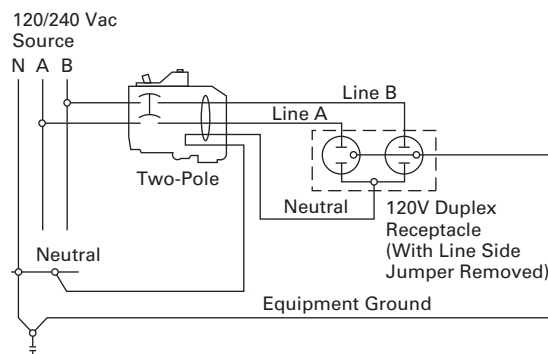 120/240 Vac
Source
N A B
Line B
Line A
Two-Pole
Neutral
120V Duplex
Receptacle
(With Line Side
Jumper Removed)
Neutral
Equipment Ground